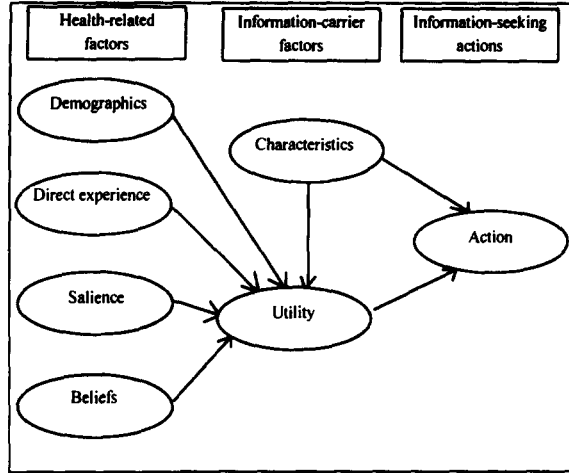 Health-related
factors
Information-carrier
factors
Information-seeking
actions
Demographics
Characteristics
Direct experience
Action
Salience
Utility
Beliefs